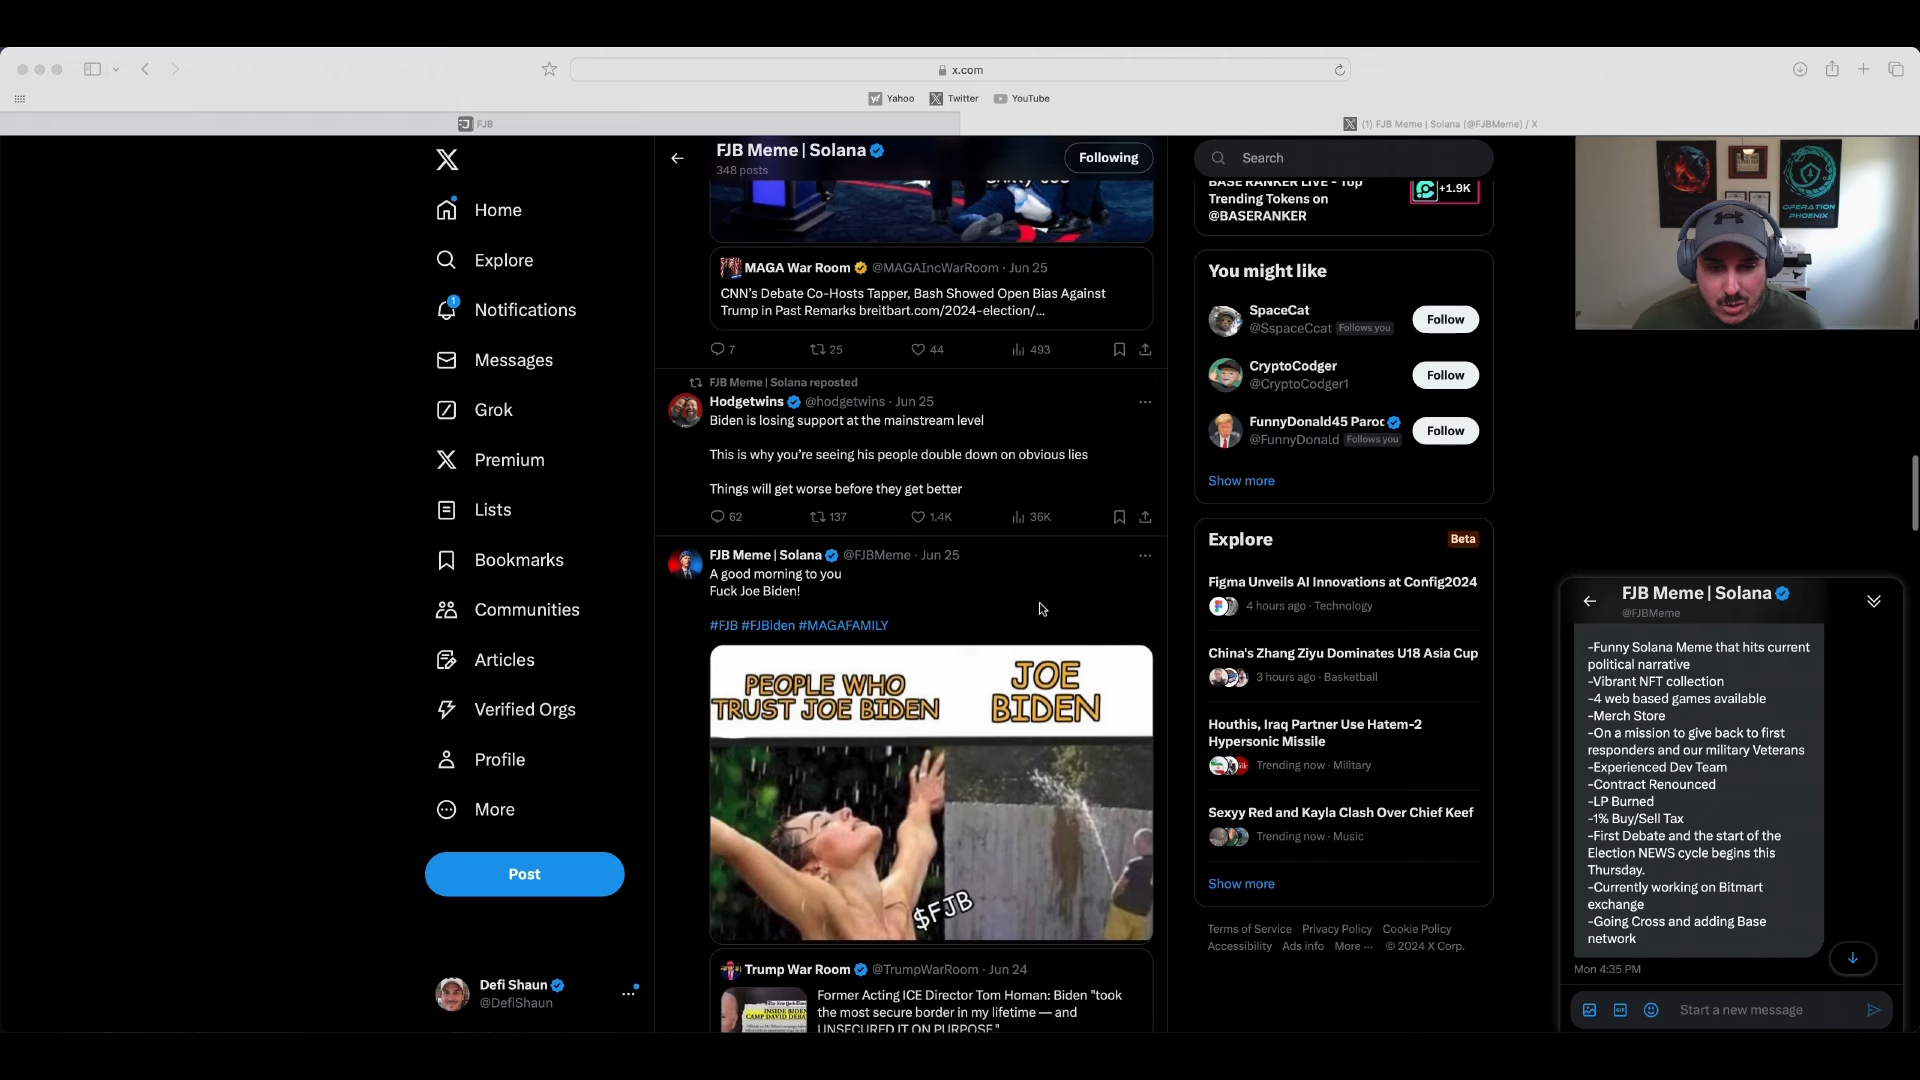 x.com
Yahoo
Twitter
YouTube
FJB
(1) FJB Meme | Solana (@FJBMeme) / X
Home
Explore
Notifications
1
Messages
Grok
Premium
Lists
Bookmarks
Communities
Articles
Verified Orgs
Profile
More
Post
Defi Shaun
@DefiShaun
FJB Meme | Solana
348 posts
Following
MAGA War Room @MAGAIncWarRoom · Jun 25
CNN's Debate Co-Hosts Tapper, Bash Showed Open Bias Against
Trump in Past Remarks breitbart.com/2024-election/...
7 25 44 493
FJB Meme | Solana reposted
Hodgetwins @hodgetwins · Jun 25
Biden is losing support at the mainstream level
This is why you're seeing his people double down on obvious lies
Things will get worse before they get better
62 137 1.4K 36K
FJB Meme | Solana @FJBMeme · Jun 25
A good morning to you
Fuck Joe Biden!
#FJB #FJBiden #MAGAFAMILY
PEOPLE WHO
TRUST JOE BIDEN
JOE
BIDEN
$FJB
Trump War Room @TrumpWarRoom · Jun 24
Former Acting ICE Director Tom Homan: Biden "took
the most secure border in my lifetime — and
UNSECURED IT ON PURPOSE."
Search
BASE RANKER LIVE - Top
Trending Tokens on
@BASERANKER
+1.9K
You might like
SpaceCat
@SspaceCcat Follows you
Follow
CryptoCodger
@CryptoCodger1
Follow
FunnyDonald45 Paroc
@FunnyDonald Follows you
Follow
Show more
Explore
Beta
Figma Unveils AI Innovations at Config2024
4 hours ago · Technology
China's Zhang Ziyu Dominates U18 Asia Cup
3 hours ago · Basketball
Houthis, Iraq Partner Use Hatem-2
Hypersonic Missile
Trending now · Military
Sexyy Red and Kayla Clash Over Chief Keef
Trending now · Music
Show more
Terms of Service Privacy Policy Cookie Policy
Accessibility Ads info More ··· © 2024 X Corp.
OPERATION
PHOENIX
FJB Meme | Solana
@FJBMeme
-Funny Solana Meme that hits current
political narrative
-Vibrant NFT collection
-4 web based games available
-Merch Store
-On a mission to give back to first
responders and our military Veterans
-Experienced Dev Team
-Contract Renounced
-LP Burned
-1% Buy/Sell Tax
-First Debate and the start of the
Election NEWS cycle begins this
Thursday.
-Currently working on Bitmart
exchange
-Going Cross and adding Base
network
Mon 4:35 PM
Start a new message